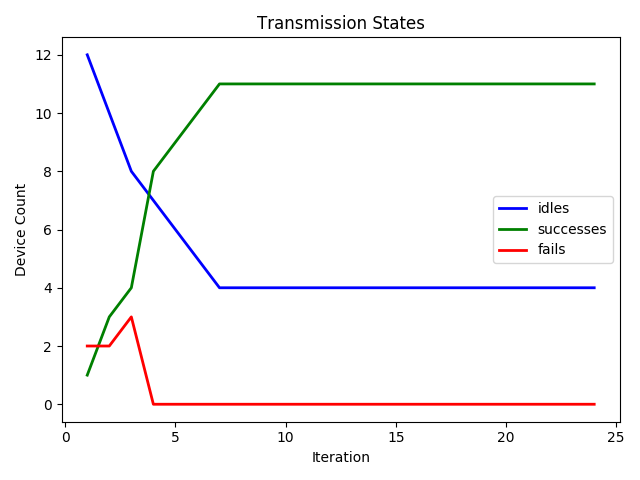 Transmission States
12
10
8
6
4
2
0
Device Count
idles
successes
fails
0 5 10 15 20 25
Iteration